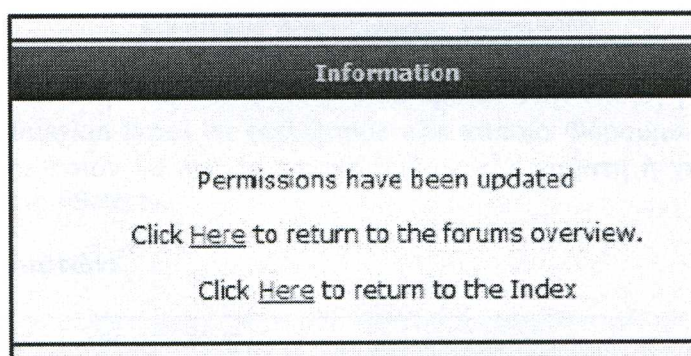 Information
Permissions have been updated
Click Here to return to the forums overview.
Click Here to return to the Index